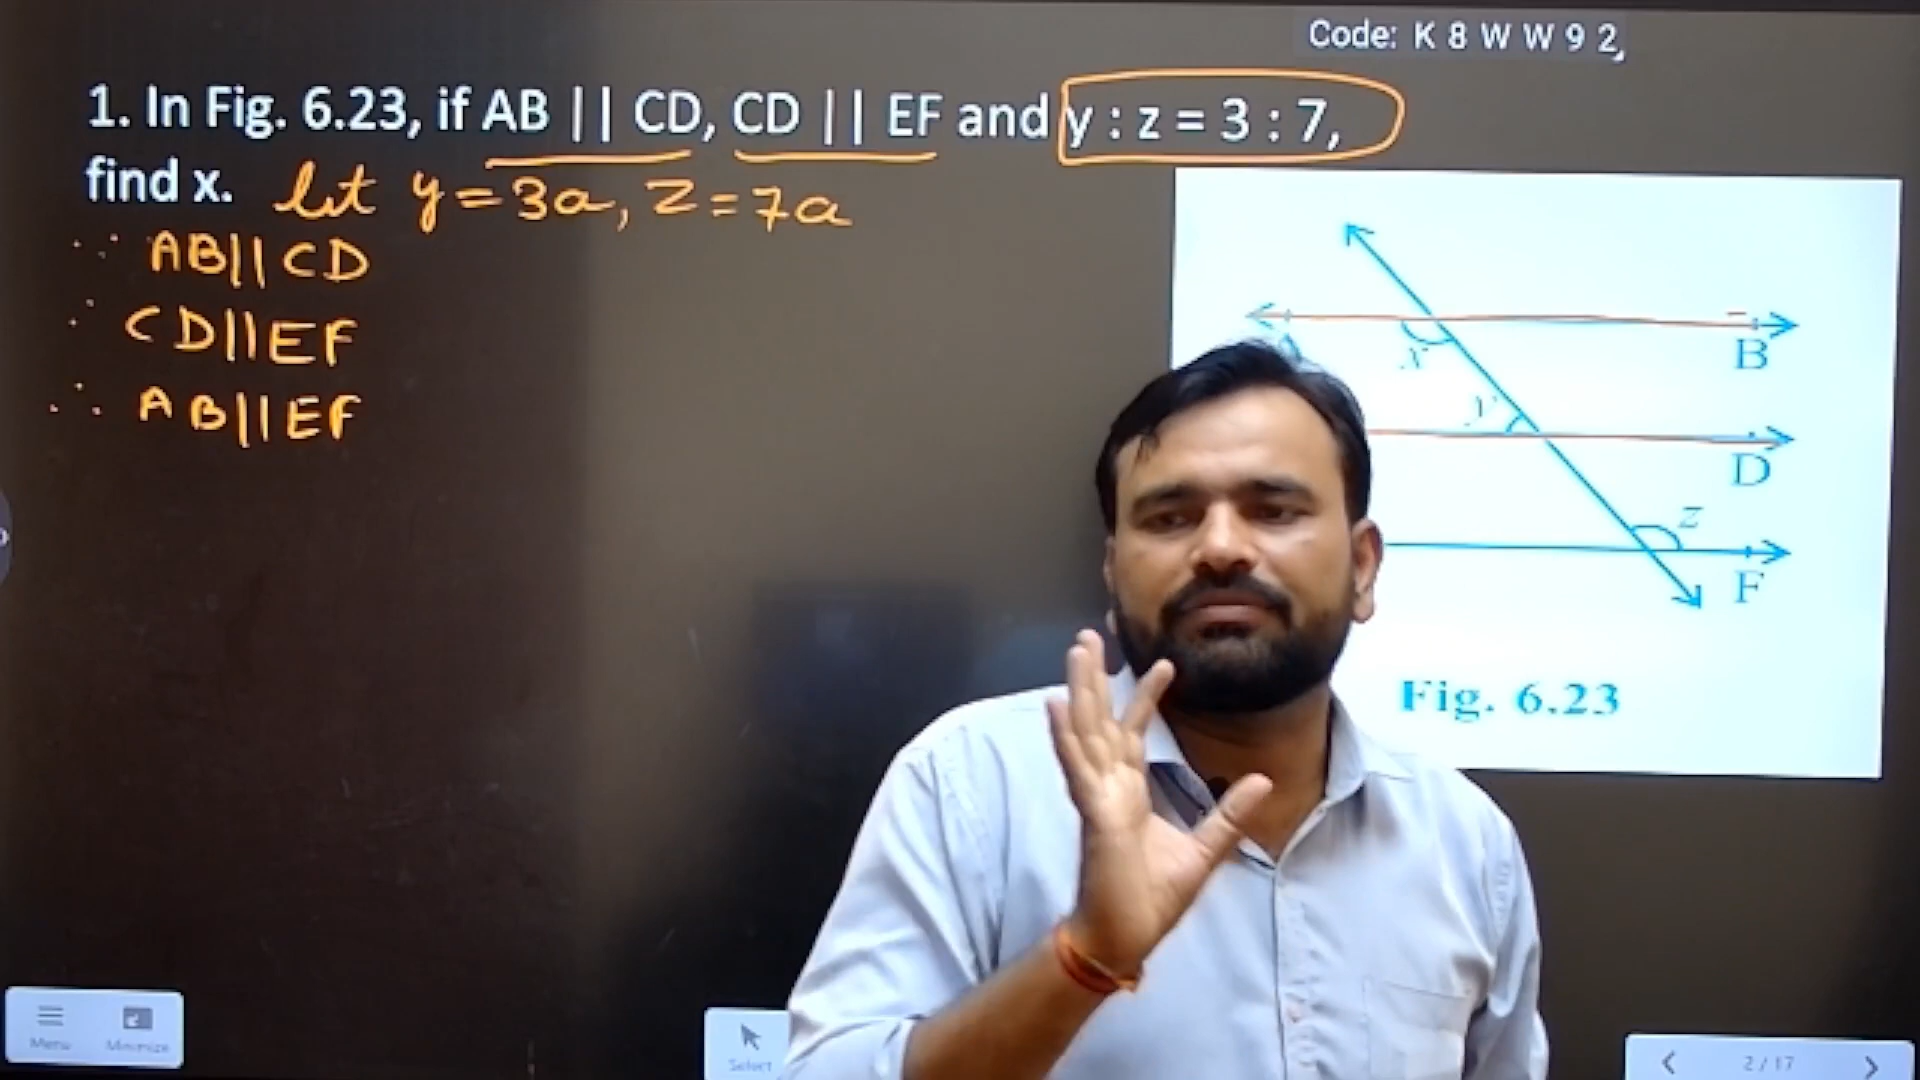 Code: K 8 W W 9 2,
1. In Fig. 6.23, if AB || CD, CD || EF and y : z = 3 : 7,
find x. let y = 3a, z = 7a
∵ AB || CD
∵ CD || EF
∴ AB || EF
B
x
y
D
z
F
Fig. 6.23
Menu Minimize
Select
2 / 17